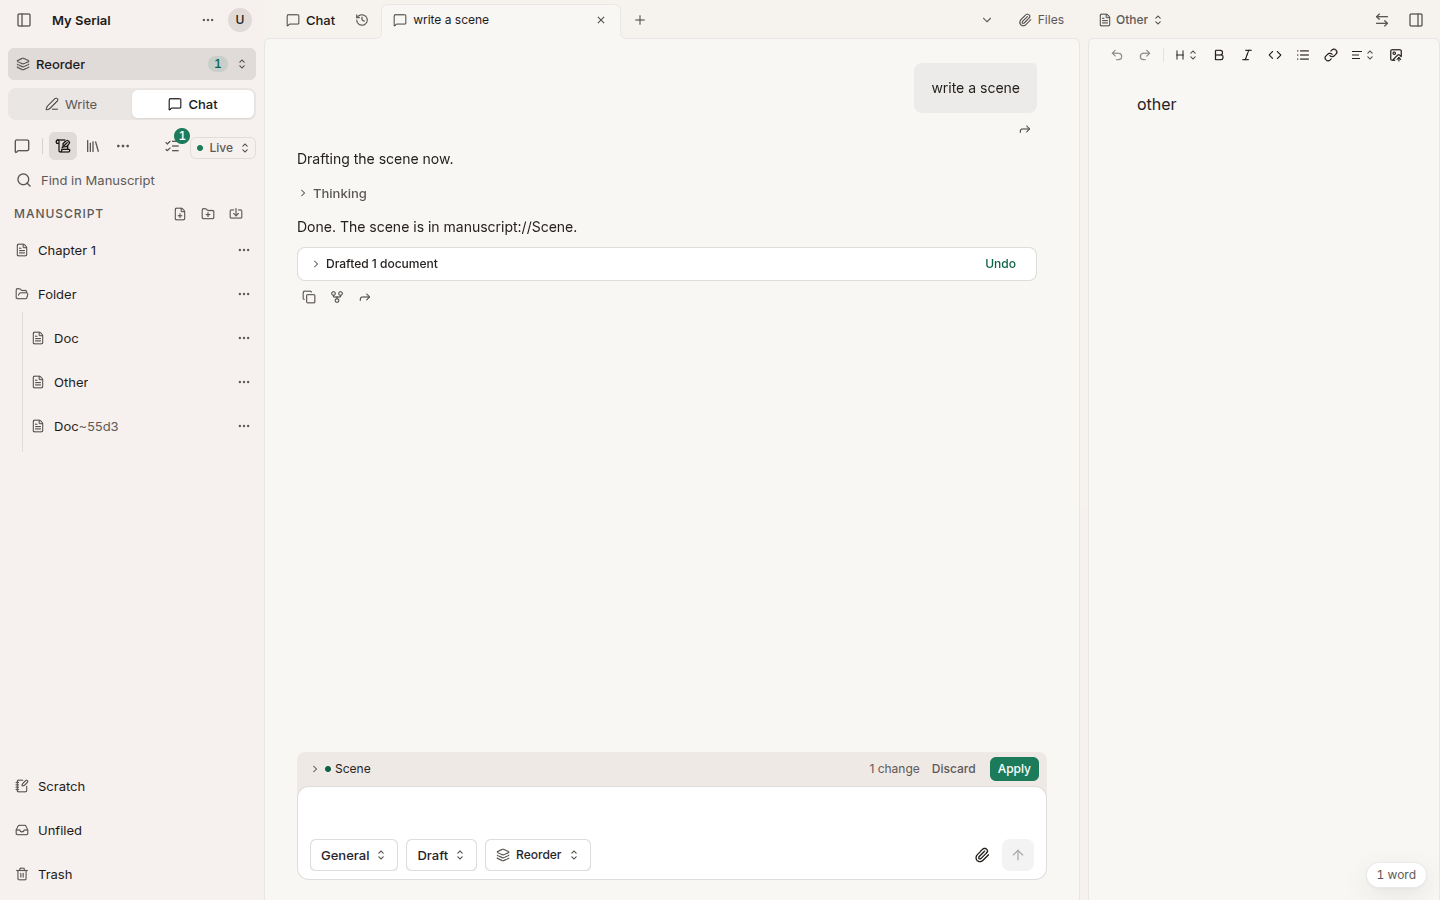 My Serial
U
Reorder
1
Write
Chat
1
Live
Find in Manuscript
MANUSCRIPT
Chapter 1
Folder
Doc
Other
Doc~55d3
Scratch
Unfiled
Trash
Chat
write a scene
Files
write a scene
Drafting the scene now.
Thinking
Done. The scene is in manuscript://Scene.
Drafted 1 document
Undo
Scene
1 change
Discard
Apply
General
Draft
Reorder
Other
H
B
I
other
1 word